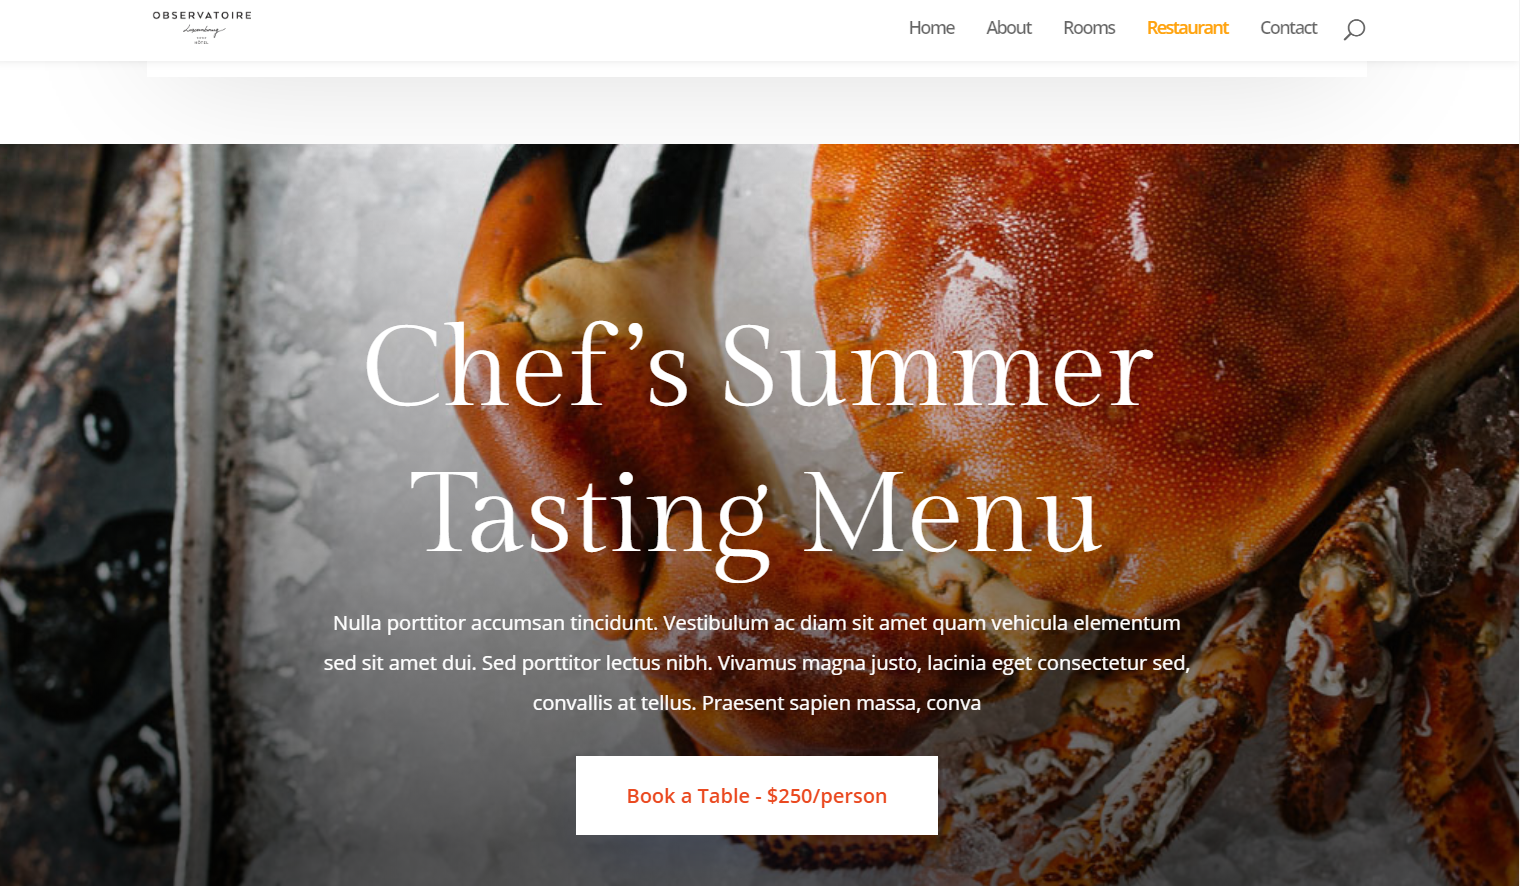 OBSERVATOIRE
Luxembourg
HÔTEL
Home
About
Rooms
Restaurant
Contact
Chef’s Summer
Tasting Menu
Nulla porttitor accumsan tincidunt. Vestibulum ac diam sit amet quam vehicula elementum
sed sit amet dui. Sed porttitor lectus nibh. Vivamus magna justo, lacinia eget consectetur sed,
convallis at tellus. Praesent sapien massa, conva
Book a Table - $250/person